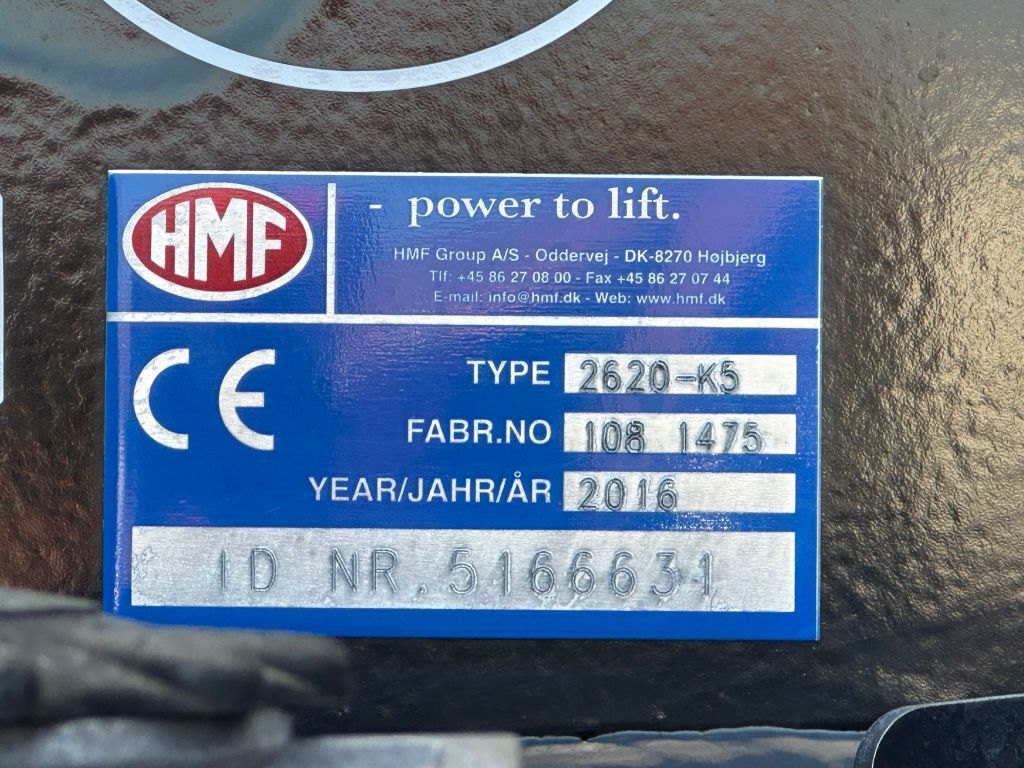 HMF
- power to lift.
HMF Group A/S - Oddervej - DK-8270 Højbjerg
Tlf: +45 86 27 08 00 - Fax +45 86 27 07 44
E-mail: info@hmf.dk - Web: www.hmf.dk
CE
TYPE 2620-K5
FABR.NO 108 1475
YEAR/JAHR/ÅR 2016
ID NR.5166631